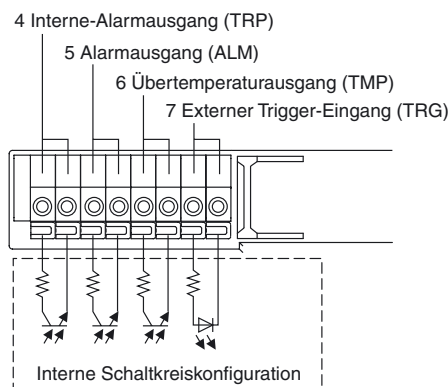 4 Interne-Alarmausgang (TRP)
5 Alarmausgang (ALM)
6 Übertemperaturausgang (TMP)
7 Externer Trigger-Eingang (TRG)
Interne Schaltkreiskonfiguration